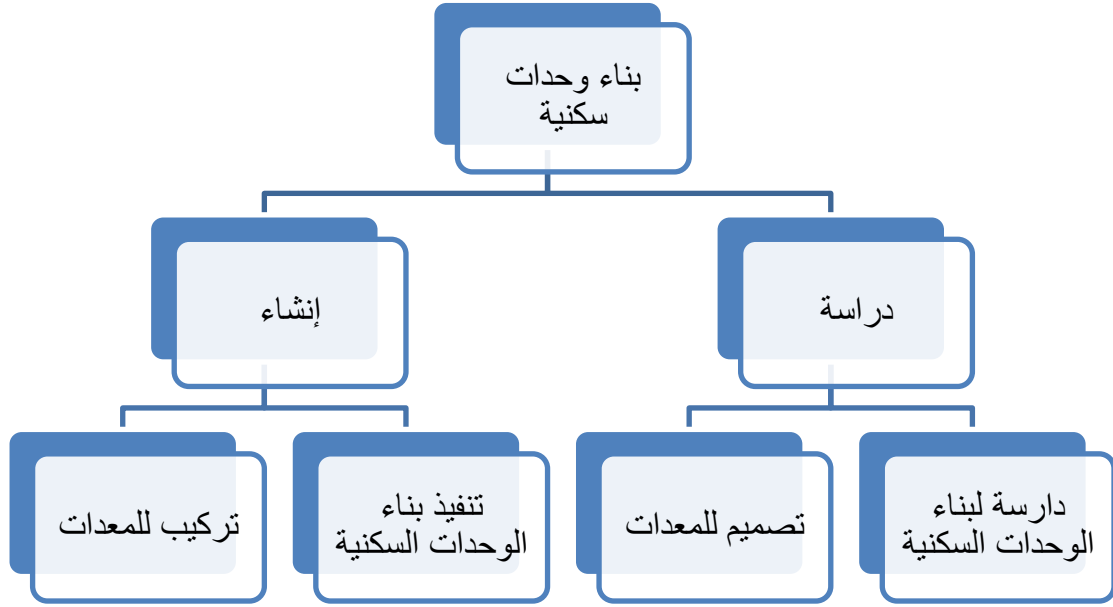 بناء وحدات
سكنية
دراسة
إنشاء
دارسة لبناء
الوحدات السكنية
تصميم للمعدات
تنفيذ بناء
الوحدات السكنية
تركيب للمعدات